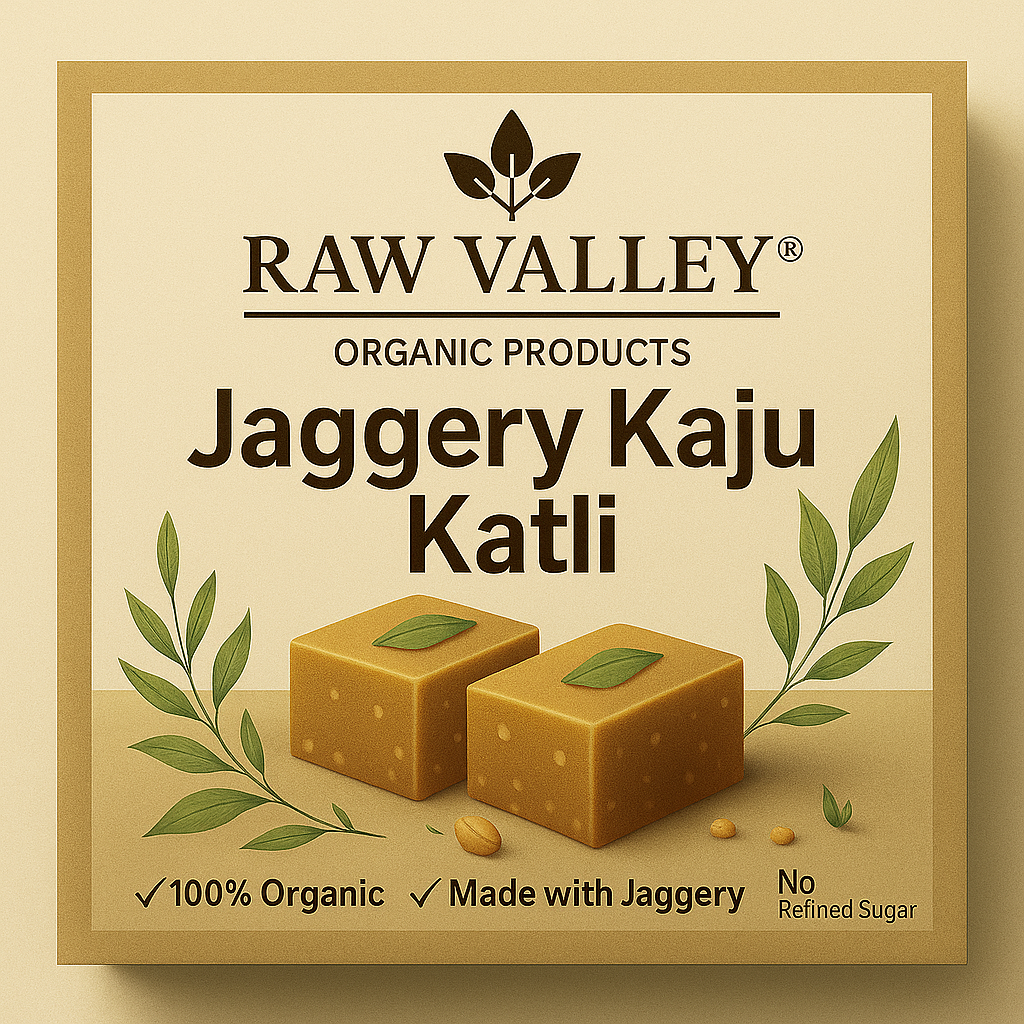 RAW VALLEY®
ORGANIC PRODUCTS
Jaggery Kaju
Katli
✓100% Organic ✓ Made with Jaggery No
Refined Sugar